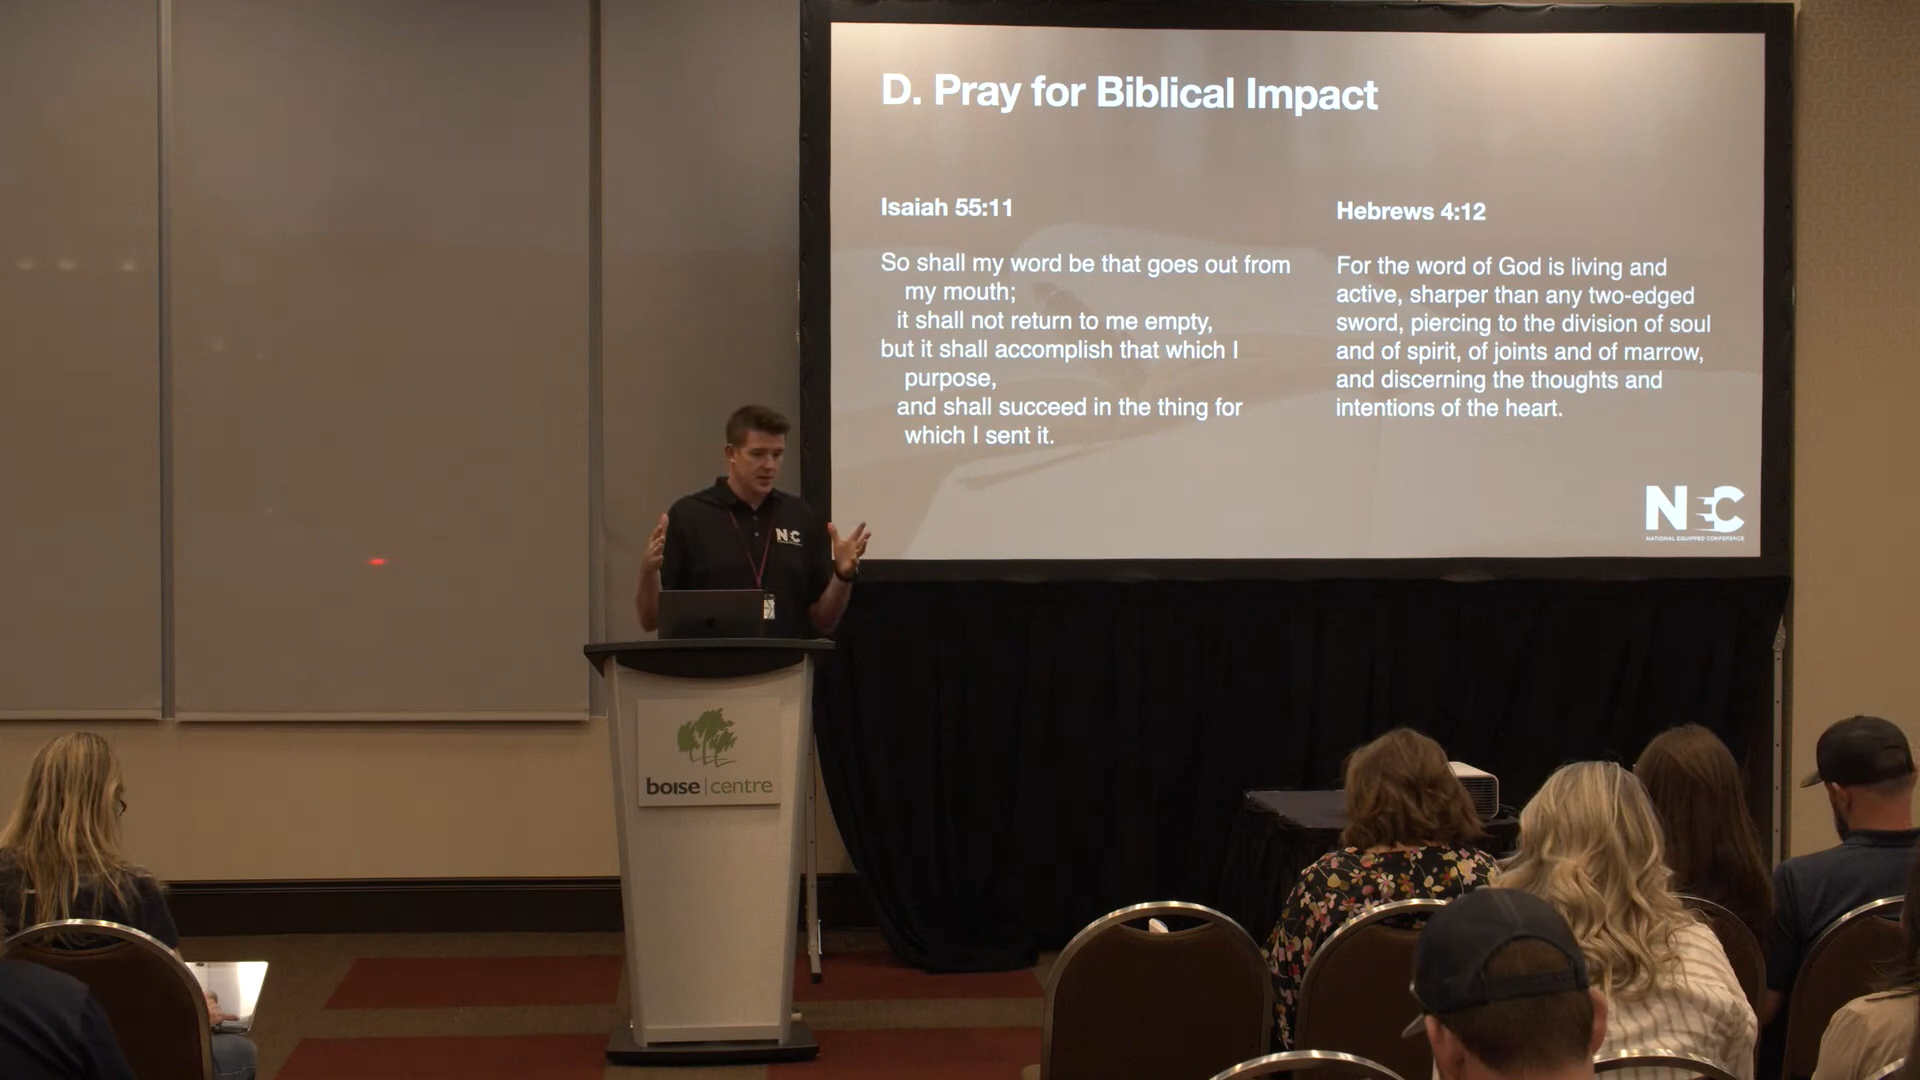 D. Pray for Biblical Impact
Isaiah 55:11
So shall my word be that goes out from
my mouth;
it shall not return to me empty,
but it shall accomplish that which I
purpose,
and shall succeed in the thing for
which I sent it.
Hebrews 4:12
For the word of God is living and
active, sharper than any two-edged
sword, piercing to the division of soul
and of spirit, of joints and of marrow,
and discerning the thoughts and
intentions of the heart.
NEC
NATIONAL EQUIPPED CONFERENCE
NEC
boise|centre